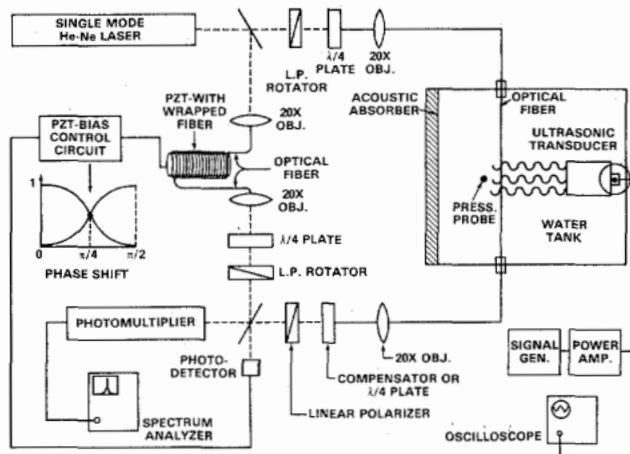 SINGLE MODE
He-Ne LASER
L.P.
ROTATOR
λ/4
PLATE
20X
OBJ.
PZT-WITH
WRAPPED
FIBER
20X
OBJ.
ACOUSTIC
ABSORBER
OPTICAL
FIBER
ULTRASONIC
TRANSDUCER
PZT-BIAS
CONTROL
CIRCUIT
OPTICAL
FIBER
20X
OBJ.
PRESS.
PROBE
WATER
TANK
1
0
π/4
π/2
PHASE SHIFT
λ/4 PLATE
L.P. ROTATOR
PHOTOMULTIPLIER
PHOTO-
DETECTOR
20X OBJ.
COMPENSATOR OR
λ/4 PLATE
LINEAR POLARIZER
SIGNAL
GEN.
POWER
AMP.
SPECTRUM
ANALYZER
OSCILLOSCOPE